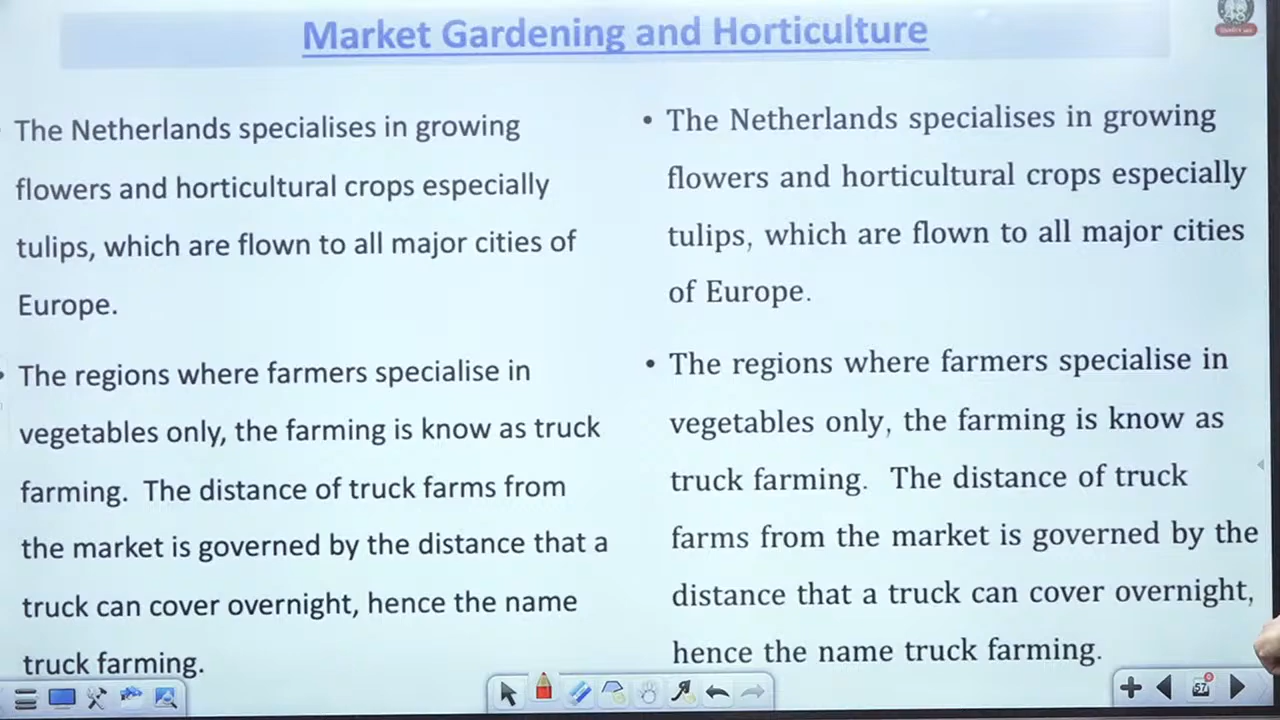 Market Gardening and Horticulture
The Netherlands specialises in growing
flowers and horticultural crops especially
tulips, which are flown to all major cities of
Europe.
• The regions where farmers specialise in
vegetables only, the farming is know as truck
farming. The distance of truck farms from
the market is governed by the distance that a
truck can cover overnight, hence the name
truck farming.
• The Netherlands specialises in growing
flowers and horticultural crops especially
tulips, which are flown to all major cities
of Europe.
• The regions where farmers specialise in
vegetables only, the farming is know as
truck farming. The distance of truck
farms from the market is governed by the
distance that a truck can cover overnight,
hence the name truck farming.
57